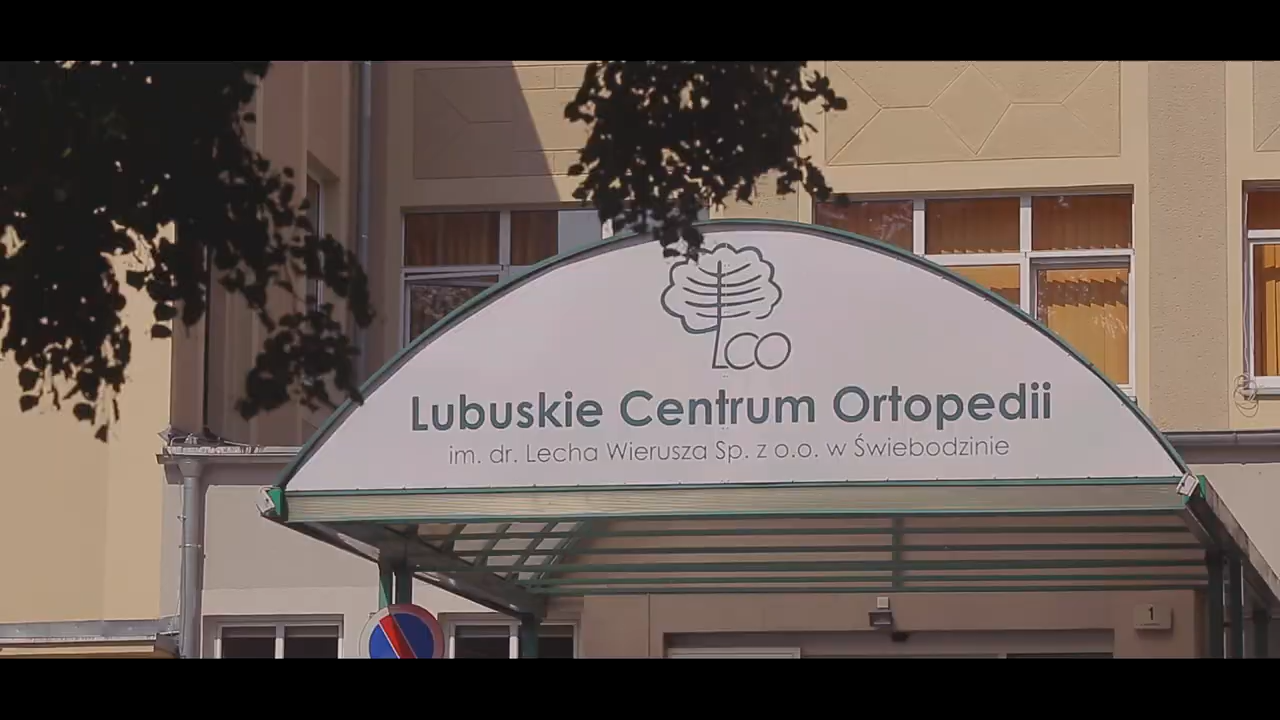 LCO
Lubuskie Centrum Ortopedii
im. dr. Lecha Wierusza Sp. z o.o. w Świebodzinie
1